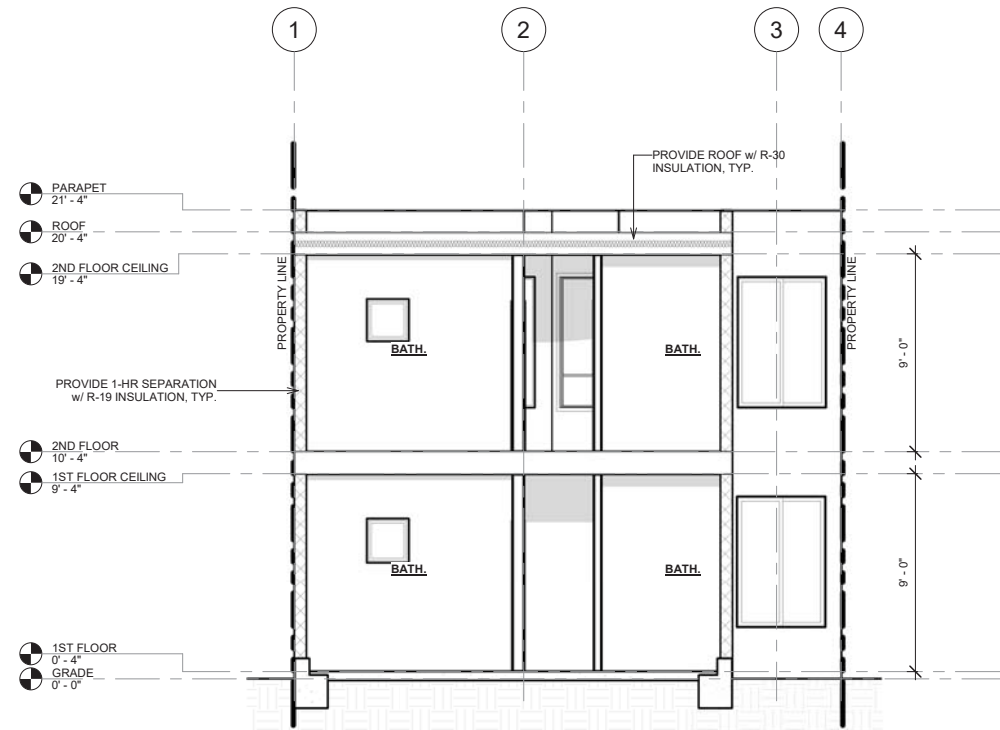 1
2
3
4
PROVIDE ROOF w/ R-30
INSULATION, TYP.
PARAPET
21' - 4"
ROOF
20' - 4"
2ND FLOOR CEILING
19' - 4"
PROPERTY LINE
PROPERTY LINE
BATH.
BATH.
9' - 0"
PROVIDE 1-HR SEPARATION
w/ R-19 INSULATION, TYP.
2ND FLOOR
10' - 4"
1ST FLOOR CEILING
9' - 4"
BATH.
BATH.
9' - 0"
1ST FLOOR
0' - 4"
GRADE
0' - 0"